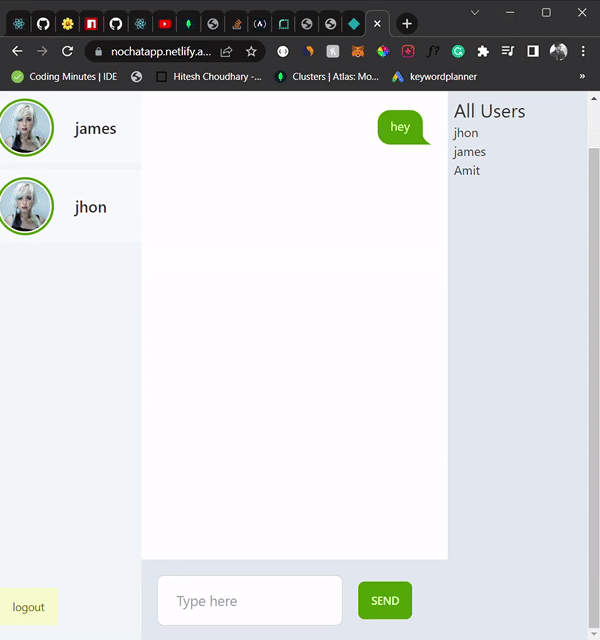 nochatapp.netlify.a...
f?
Coding Minutes | IDE
Hitesh Choudhary -...
Clusters | Atlas: Mo...
keywordplanner
»
james
jhon
hey
All Users
jhon
james
Amit
Type here
SEND
logout